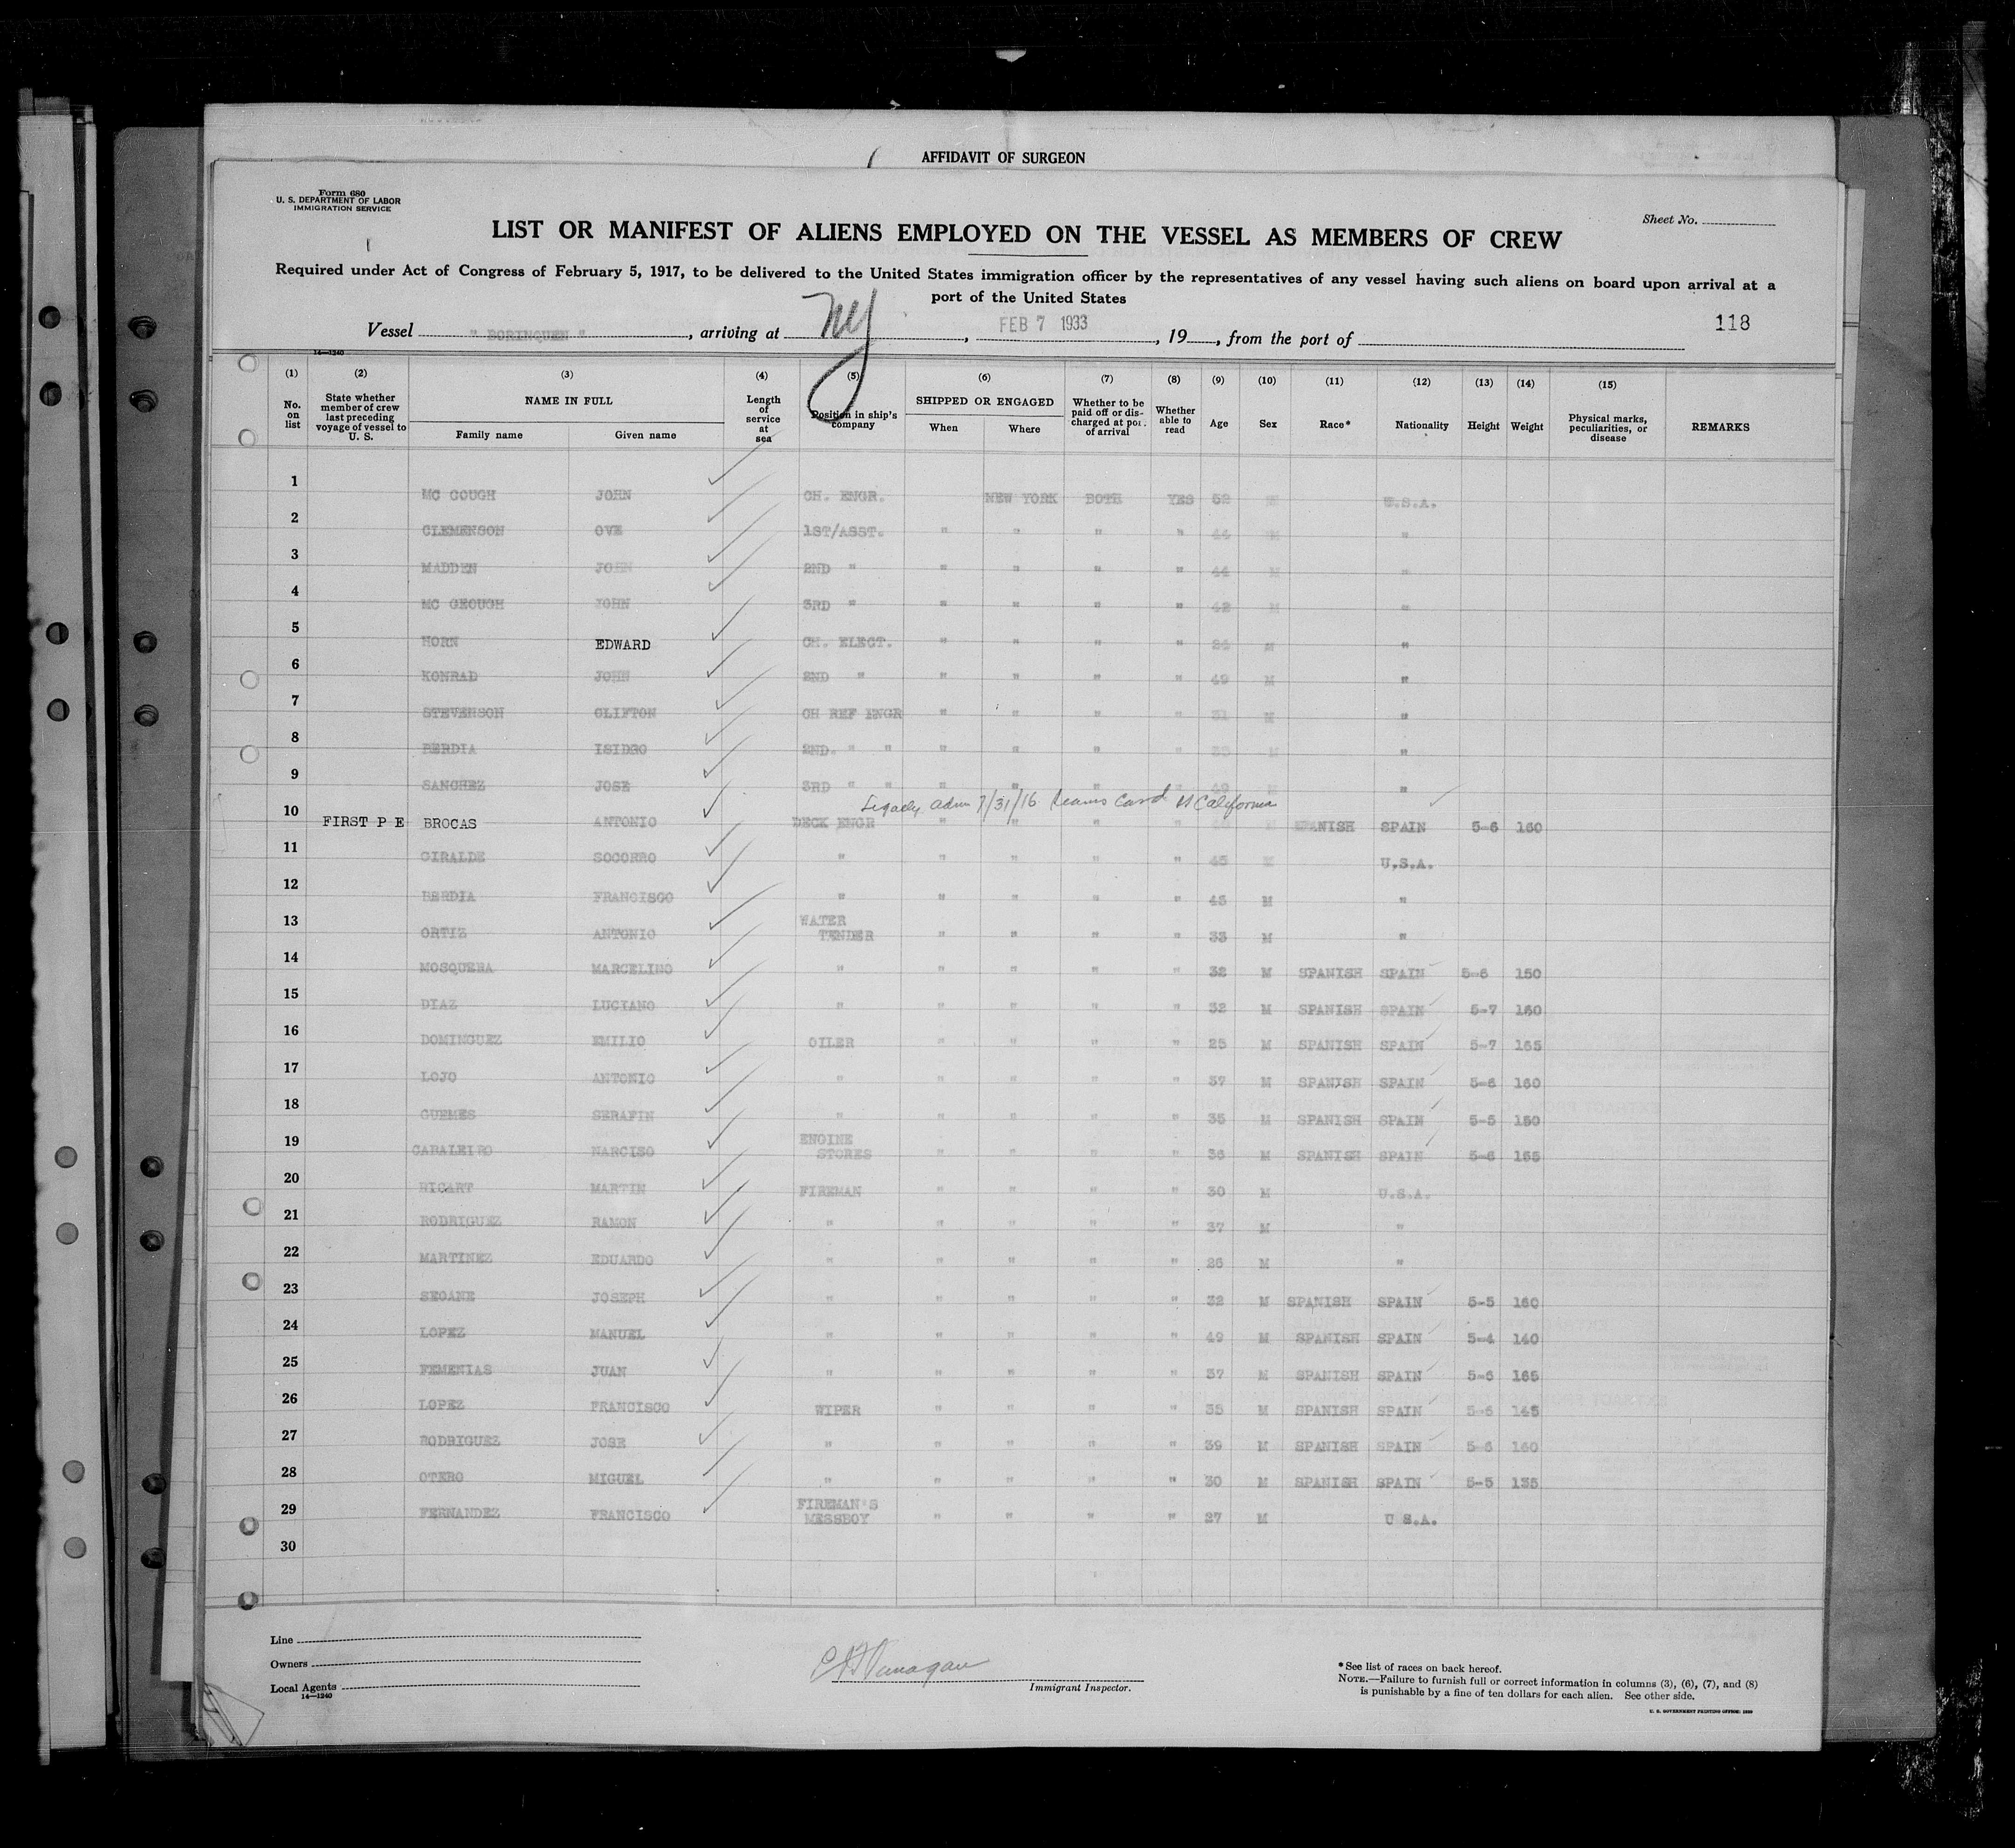 AFFIDAVIT OF SURGEON
Form 680
U. S. DEPARTMENT OF LABOR
IMMIGRATION SERVICE
Sheet No.
LIST OR MANIFEST OF ALIENS EMPLOYED ON THE VESSEL AS MEMBERS OF CREW
Required under Act of Congress of February 5, 1917, to be delivered to the United States immigration officer by the representatives of any vessel having such aliens on board upon arrival at a
port of the United States
Vessel " BORINQUEN ", arriving at NY, FEB 7 1933, 19 , from the port of
118
14—1240
(1) No. on list (2) State whether member of crew last preceding voyage of vessel to U. S. (3) NAME IN FULL Family name Given name (4) Length of service at sea (5) Position in ship's company (6) SHIPPED OR ENGAGED When Where (7) Whether to be paid off or discharged at port of arrival (8) Whether able to read (9) Age (10) Sex (11) Race* (12) Nationality (13) Height (14) Weight (15) Physical marks, peculiarities, or disease REMARKS
1 MC GOUGH JOHN CH. ENGR. NEW YORK BOTH YES 52 M U.S.A.
2 CLEMENSON OVE 1ST/ASST. " " " " 44 M "
3 MADDEN JOHN 2ND " " " " " 44 M "
4 MC GEOUGH JOHN 3RD " " " " " 42 M "
5 HORN EDWARD CH. ELECT. " " " " M "
6 KONRAD JOHN 2ND " " " " " 49 M "
7 STEVENSON CLIFTON CH REF ENGR " " " " 31 M "
8 BERDIA ISIDRO 2ND. " " " " " " 35 M "
9 SANCHEZ JOSE 3RD " " " " " " 49 M "
Legally adm 7/31/16 California
10 FIRST P E BROCAS ANTONIO DECK ENGR " " " " M SPANISH SPAIN 5-6 160
11 GIRALDE SOCORRO " " " " " 45 M U.S.A.
12 BERDIA FRANCISCO " " " " " 43 M "
13 ORTIZ ANTONIO WATER TENDER " " " " 33 M "
14 MOSQUERA MARCELINO " " " " " 32 M SPANISH SPAIN 5-6 150
15 DIAZ LUCIANO " " " " " 32 M SPANISH SPAIN 5-7 160
16 DOMINGUEZ EMILIO OILER " " " " 25 M SPANISH SPAIN 5-7 165
17 LOJO ANTONIO " " " " " 37 M SPANISH SPAIN 5-6 160
18 GUEMES SERAFIN " " " " " 35 M SPANISH SPAIN 5-5 150
19 CABALEIRO NARCISO ENGINE STORES " " " " 36 M SPANISH SPAIN 5-6 155
20 RICART MARTIN FIREMAN " " " " 30 M U.S.A.
21 RODRIGUEZ RAMON " " " " " 37 M "
22 MARTINEZ EDUARDO " " " " " 28 M "
23 SEOANE JOSEPH " " " " " 32 M SPANISH SPAIN 5-5 160
24 LOPEZ MANUEL " " " " " 49 M SPANISH SPAIN 5-4 140
25 FEMENIAS JUAN " " " " " 37 M SPANISH SPAIN 5-6 165
26 LOPEZ FRANCISCO WIPER " " " " 35 M SPANISH SPAIN 5-6 145
27 RODRIGUEZ JOSE " " " " " 39 M SPANISH SPAIN 5-6 160
28 OTERO MIGUEL " " " " " 30 M SPANISH SPAIN 5-5 135
29 FERNANDEZ FRANCISCO FIREMAN'S MESSBOY " " " " 27 M U S.A.
30
Line
Owners
Local Agents
14—1240
Immigrant Inspector.
*See list of races on back hereof.
NOTE.—Failure to furnish full or correct information in columns (3), (6), (7), and (8)
is punishable by a fine of ten dollars for each alien. See other side.
U. S. GOVERNMENT PRINTING OFFICE: 1930